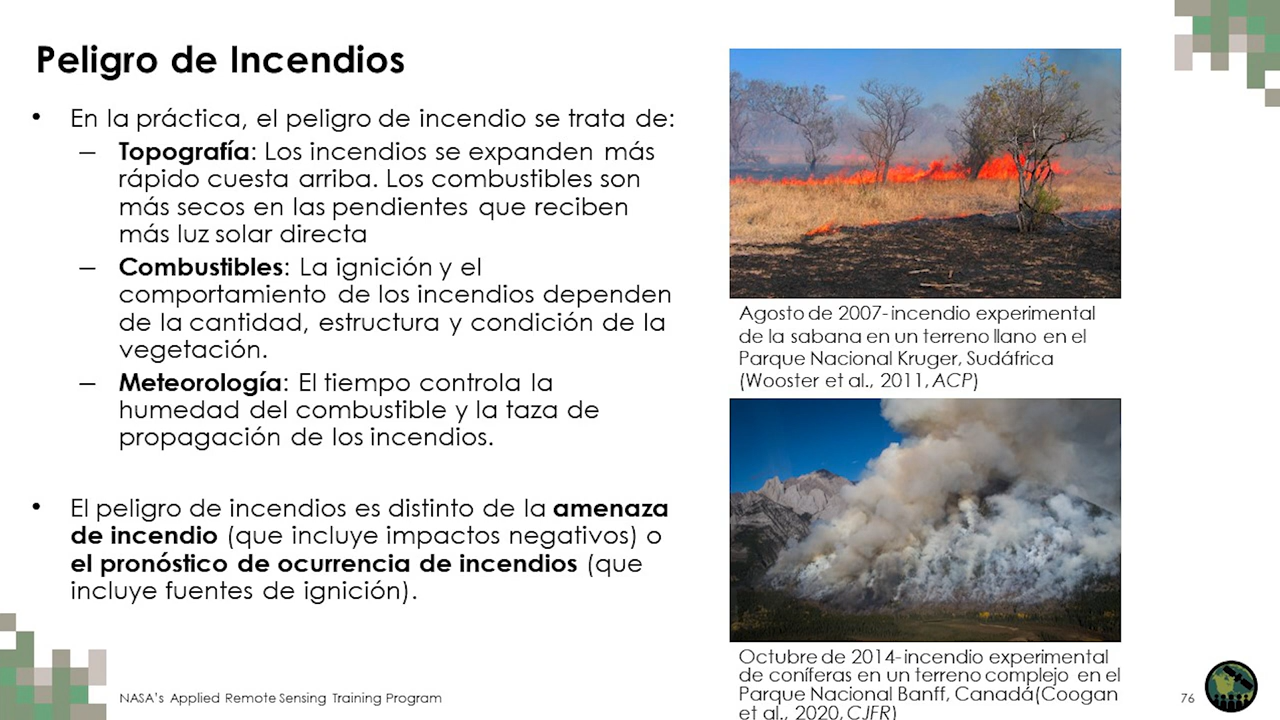 Peligro de Incendios
• En la práctica, el peligro de incendio se trata de:
– Topografía: Los incendios se expanden más
rápido cuesta arriba. Los combustibles son
más secos en las pendientes que reciben
más luz solar directa
– Combustibles: La ignición y el
comportamiento de los incendios dependen
de la cantidad, estructura y condición de la
vegetación.
– Meteorología: El tiempo controla la
humedad del combustible y la taza de
propagación de los incendios.
• El peligro de incendios es distinto de la amenaza
de incendio (que incluye impactos negativos) o
el pronóstico de ocurrencia de incendios (que
incluye fuentes de ignición).
Agosto de 2007- incendio experimental
de la sabana en un terreno llano en el
Parque Nacional Kruger, Sudáfrica
(Wooster et al., 2011, ACP)
Octubre de 2014-incendio experimental
de coníferas en un terreno complejo en el
Parque Nacional Banff, Canadá(Coogan
et al., 2020, CJFR)
NASA's Applied Remote Sensing Training Program
76